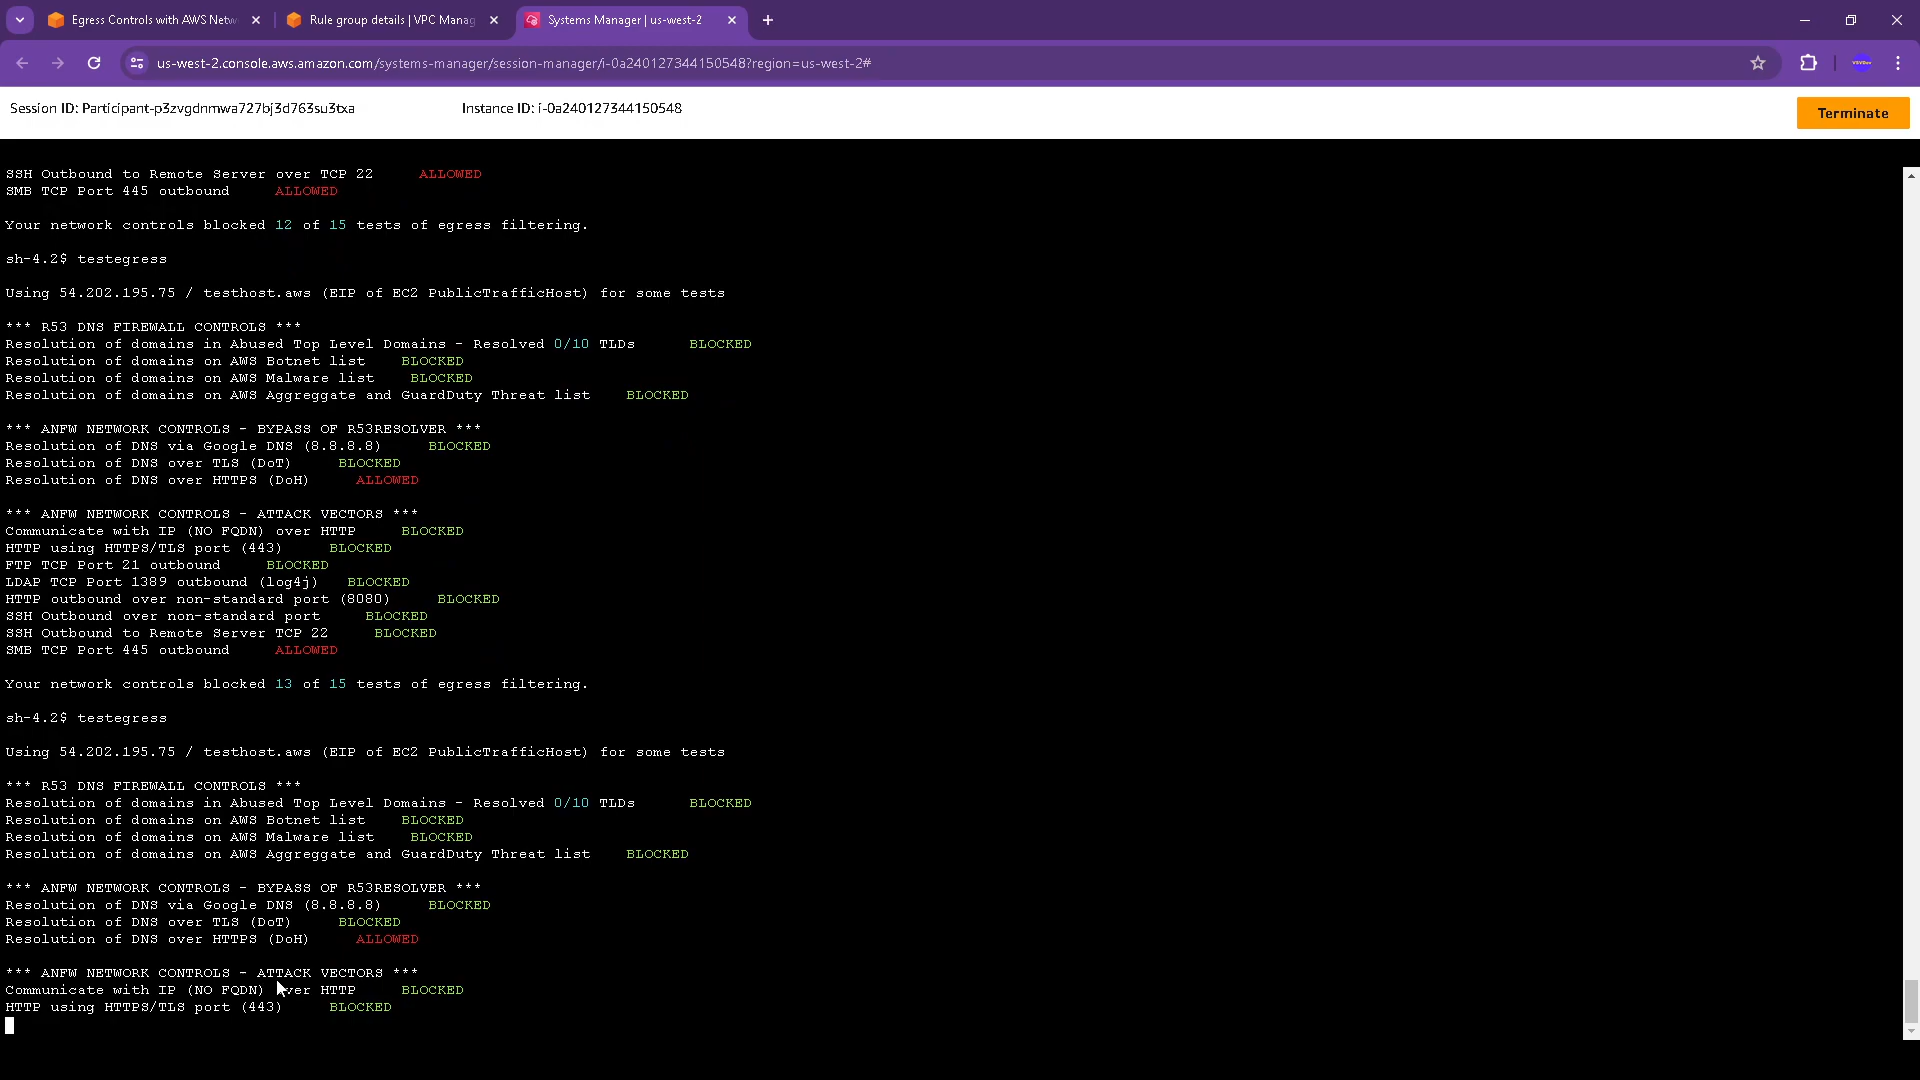 Egress Controls with AWS Netw
Rule group details | VPC Manag
Systems Manager | us-west-2
us-west-2.console.aws.amazon.com/systems-manager/session-manager/i-0a240127344150548?region=us-west-2#
Session ID: Participant-p3zvgdnmwa727bj3d763su3txa
Instance ID: i-0a240127344150548
Terminate
SSH Outbound to Remote Server over TCP 22 ALLOWED
SMB TCP Port 445 outbound ALLOWED
Your network controls blocked 12 of 15 tests of egress filtering.
sh-4.2$ testegress
Using 54.202.195.75 / testhost.aws (EIP of EC2 PublicTrafficHost) for some tests
*** R53 DNS FIREWALL CONTROLS ***
Resolution of domains in Abused Top Level Domains - Resolved 0/10 TLDs BLOCKED
Resolution of domains on AWS Botnet list BLOCKED
Resolution of domains on AWS Malware list BLOCKED
Resolution of domains on AWS Aggreggate and GuardDuty Threat list BLOCKED
*** ANFW NETWORK CONTROLS - BYPASS OF R53RESOLVER ***
Resolution of DNS via Google DNS (8.8.8.8) BLOCKED
Resolution of DNS over TLS (DoT) BLOCKED
Resolution of DNS over HTTPS (DoH) ALLOWED
*** ANFW NETWORK CONTROLS - ATTACK VECTORS ***
Communicate with IP (NO FQDN) over HTTP BLOCKED
HTTP using HTTPS/TLS port (443) BLOCKED
FTP TCP Port 21 outbound BLOCKED
LDAP TCP Port 1389 outbound (log4j) BLOCKED
HTTP outbound over non-standard port (8080) BLOCKED
SSH Outbound over non-standard port BLOCKED
SSH Outbound to Remote Server TCP 22 BLOCKED
SMB TCP Port 445 outbound ALLOWED
Your network controls blocked 13 of 15 tests of egress filtering.
sh-4.2$ testegress
Using 54.202.195.75 / testhost.aws (EIP of EC2 PublicTrafficHost) for some tests
*** R53 DNS FIREWALL CONTROLS ***
Resolution of domains in Abused Top Level Domains - Resolved 0/10 TLDs BLOCKED
Resolution of domains on AWS Botnet list BLOCKED
Resolution of domains on AWS Malware list BLOCKED
Resolution of domains on AWS Aggreggate and GuardDuty Threat list BLOCKED
*** ANFW NETWORK CONTROLS - BYPASS OF R53RESOLVER ***
Resolution of DNS via Google DNS (8.8.8.8) BLOCKED
Resolution of DNS over TLS (DoT) BLOCKED
Resolution of DNS over HTTPS (DoH) ALLOWED
*** ANFW NETWORK CONTROLS - ATTACK VECTORS ***
Communicate with IP (NO FQDN) over HTTP BLOCKED
HTTP using HTTPS/TLS port (443) BLOCKED